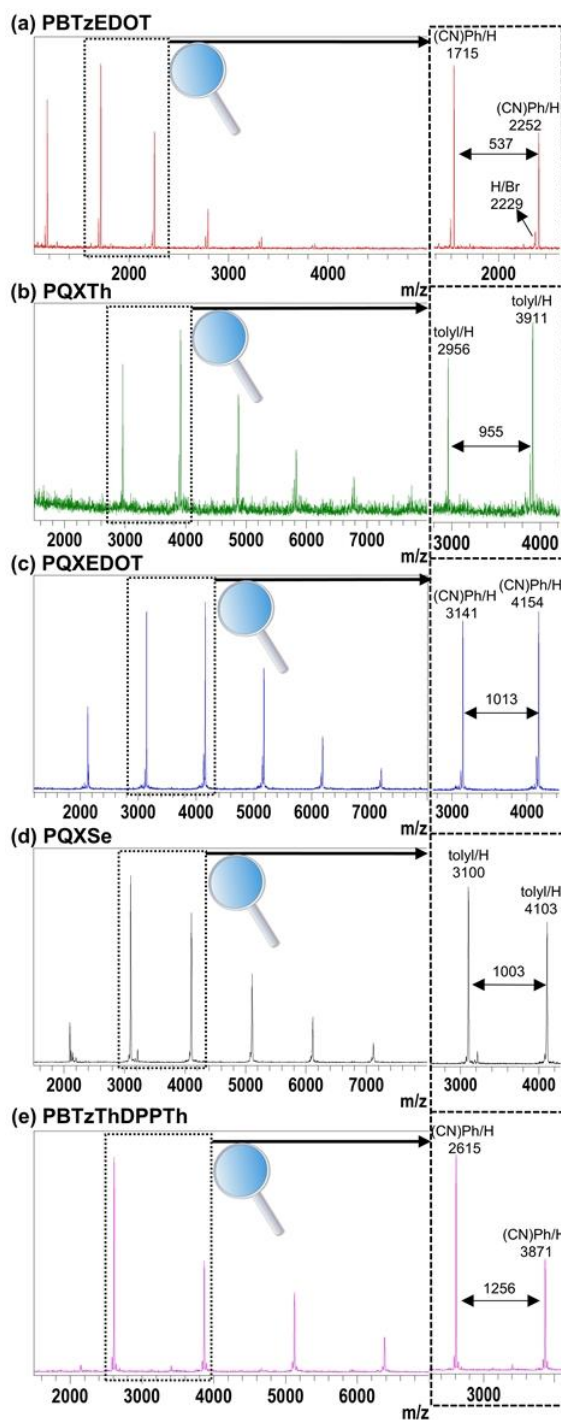 (a) PBTzEDOT
(CN)Ph/H
1715
(CN)Ph/H
2252
537
H/Br
2229
2000 3000 4000 2000
m/z
(b) PQXTh
tolyl/H
3911
tolyl/H
2956
955
2000 3000 4000 5000 6000 7000 3000 4000
m/z
(c) PQXEDOT
(CN)Ph/H
4154
(CN)Ph/H
3141
1013
2000 3000 4000 5000 6000 7000 3000 4000
m/z
(d) PQXSe
tolyl/H
3100
tolyl/H
4103
1003
2000 3000 4000 5000 6000 7000 3000 4000
m/z
(e) PBTzThDPPTh
(CN)Ph/H
2615
(CN)Ph/H
3871
1256
2000 3000 4000 5000 6000 3000
m/z